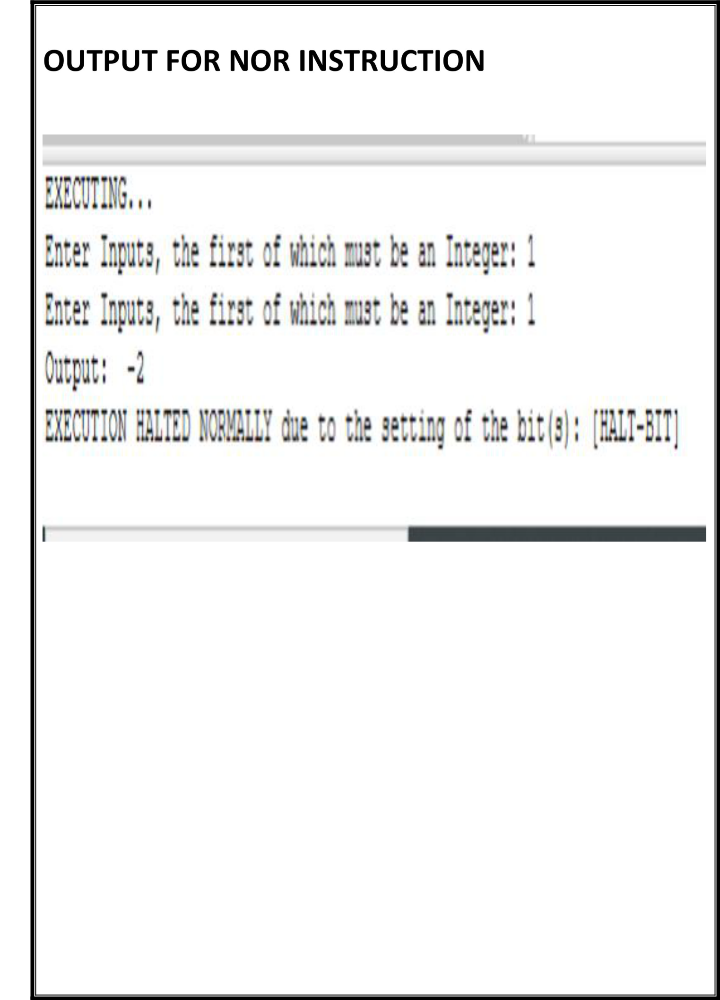 OUTPUT FOR NOR INSTRUCTION
EXECUTING...
Enter Inputs, the first of which must be an Integer: 1
Enter Inputs, the first of which must be an Integer: 1
Output:  -2
EXECUTION HALTED NORMALLY due to the setting of the bit(s): [HALT-BIT]